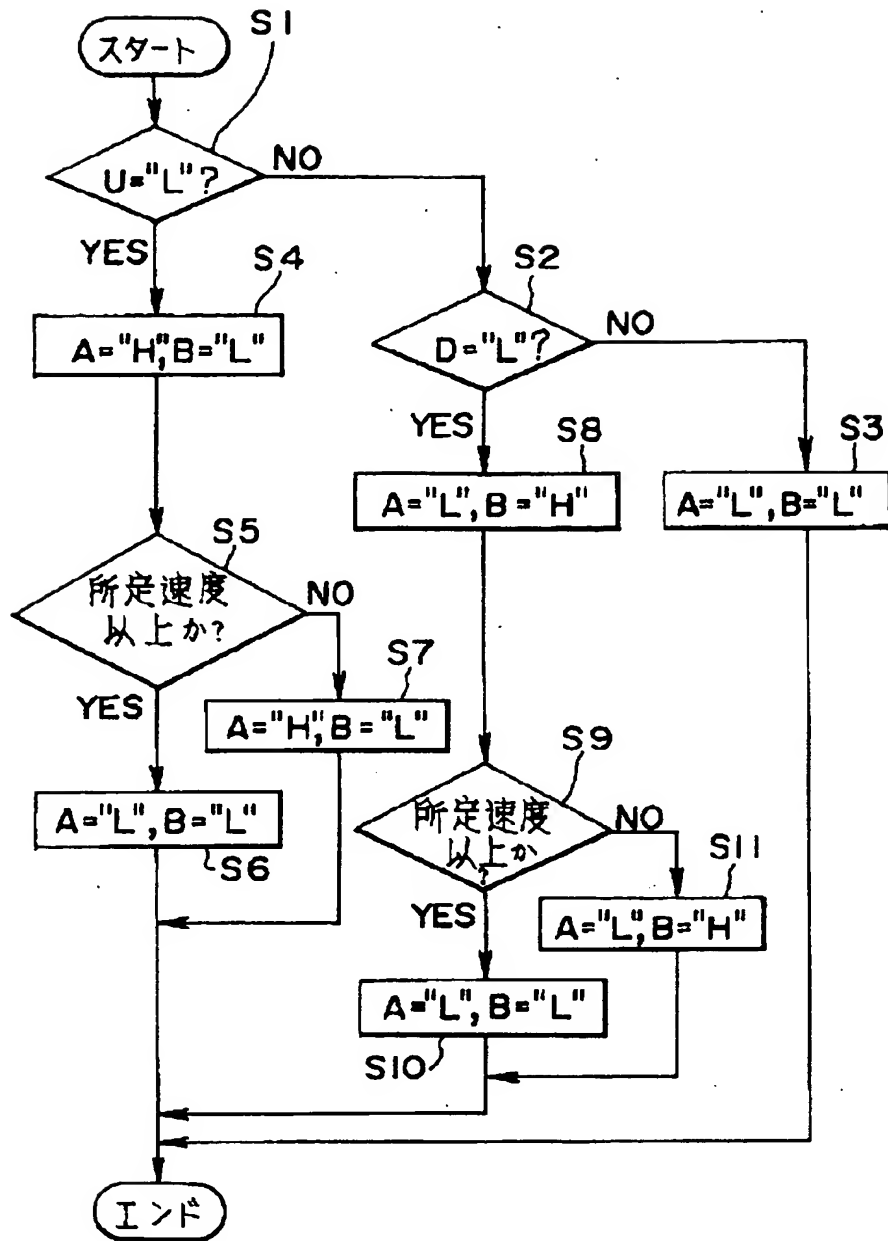 スタート
S1
U="L"?
NO
YES
S4
A="H",B="L"
S2
D="L"?
NO
YES
S8
A="L",B="H"
S3
A="L",B="L"
S5
所定速度
以上か?
NO
YES
S7
A="H",B="L"
A="L",B="L"
S6
S9
所定速度
以上か
?
NO
YES
S11
A="L",B="H"
A="L",B="L"
S10
エンド